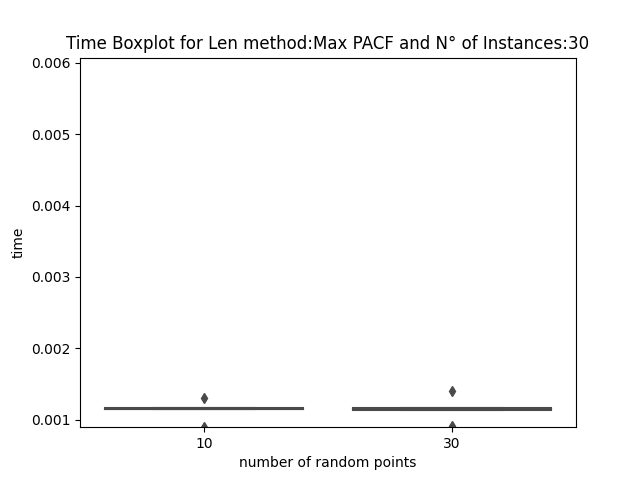 Time Boxplot for Len method:Max PACF and N° of Instances:30
0.006
0.005
0.004
0.003
0.002
0.001
time
10
30
number of random points